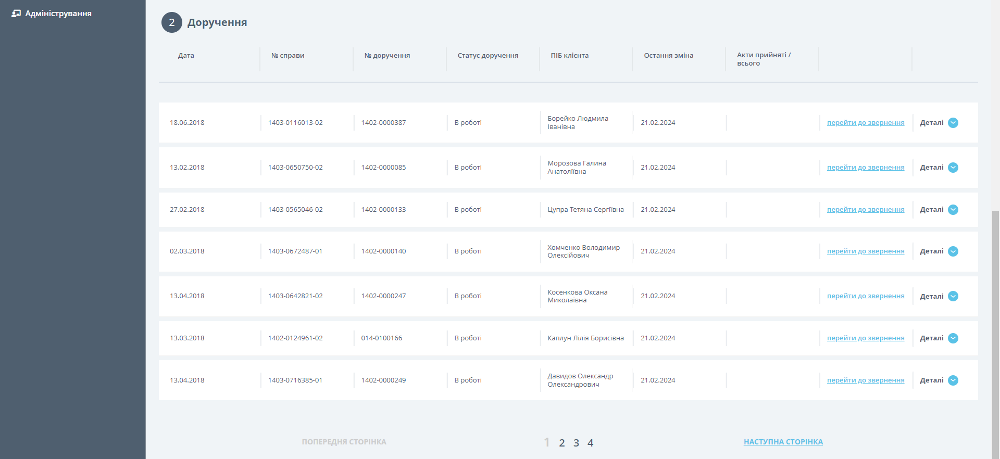 Адміністрування
2 Доручення
Дата № справи № доручення Статус доручення ПІБ клієнта Остання зміна Акти прийняті /
всього
18.06.2018 1403-0116013-02 1402-0000387 В роботі Борейко Людмила
Іванівна 21.02.2024 перейти до звернення Деталі
13.02.2018 1403-0650750-02 1402-0000085 В роботі Морозова Галина
Анатоліївна 21.02.2024 перейти до звернення Деталі
27.02.2018 1403-0565046-02 1402-0000133 В роботі Цупра Тетяна Сергіївна 21.02.2024 перейти до звернення Деталі
02.03.2018 1403-0672487-01 1402-0000140 В роботі Хомченко Володимир
Олексійович 21.02.2024 перейти до звернення Деталі
13.04.2018 1403-0642821-02 1402-0000247 В роботі Косенкова Оксана
Миколаївна 21.02.2024 перейти до звернення Деталі
13.03.2018 1402-0124961-02 014-0100166 В роботі Каплун Лілія Борисівна 21.02.2024 перейти до звернення Деталі
13.04.2018 1403-0716385-01 1402-0000249 В роботі Давидов Олександр
Олександрович 21.02.2024 перейти до звернення Деталі
ПОПЕРЕДНЯ СТОРІНКА 1 2 3 4 НАСТУПНА СТОРІНКА